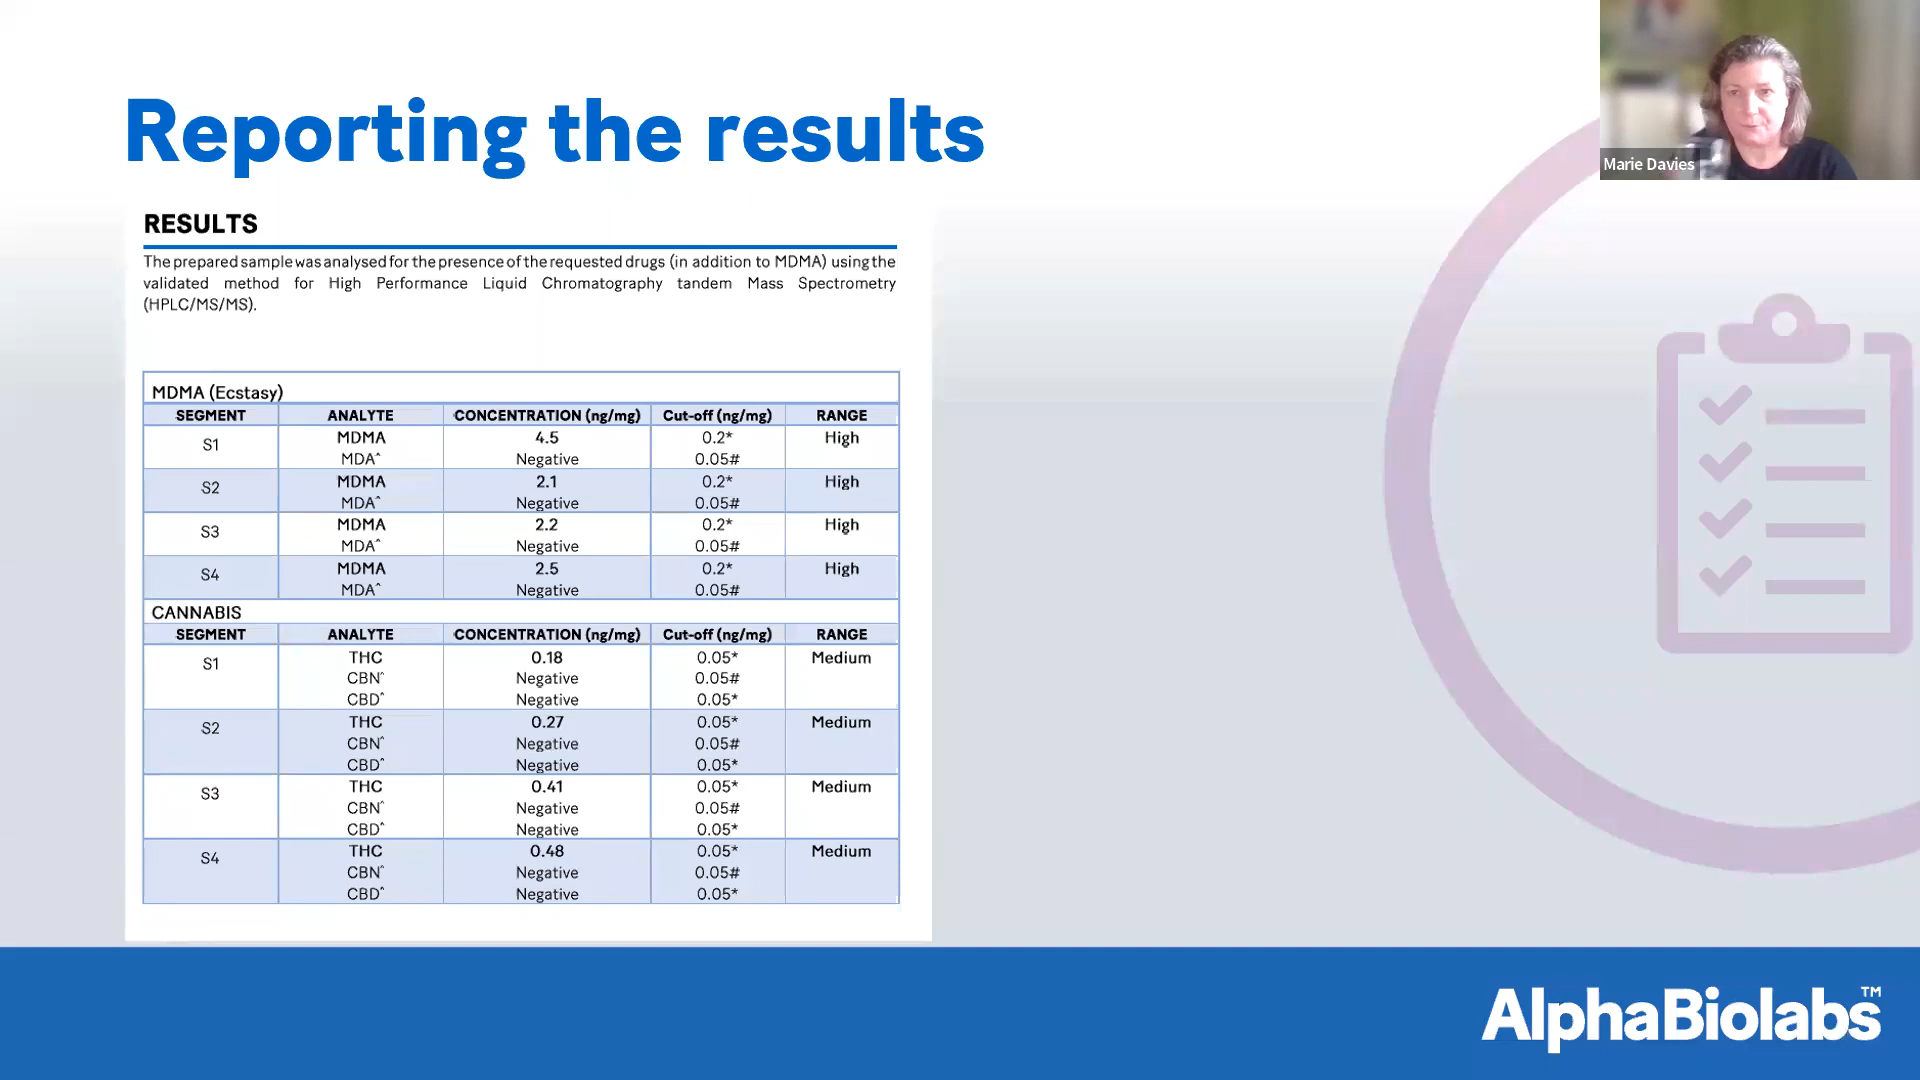 Reporting the results
Marie Davies
RESULTS
The prepared sample was analysed for the presence of the requested drugs (in addition to MDMA) using the
validated method for High Performance Liquid Chromatography tandem Mass Spectrometry
(HPLC/MS/MS).
MDMA (Ecstasy)
SEGMENT ANALYTE CONCENTRATION (ng/mg) Cut-off (ng/mg) RANGE
S1 MDMA 4.5 0.2* High
MDA^ Negative 0.05#
S2 MDMA 2.1 0.2* High
MDA^ Negative 0.05#
S3 MDMA 2.2 0.2* High
MDA^ Negative 0.05#
S4 MDMA 2.5 0.2* High
MDA^ Negative 0.05#
CANNABIS
SEGMENT ANALYTE CONCENTRATION (ng/mg) Cut-off (ng/mg) RANGE
S1 THC 0.18 0.05* Medium
CBN^ Negative 0.05#
CBD^ Negative 0.05*
S2 THC 0.27 0.05* Medium
CBN^ Negative 0.05#
CBD^ Negative 0.05*
S3 THC 0.41 0.05* Medium
CBN^ Negative 0.05#
CBD^ Negative 0.05*
S4 THC 0.48 0.05* Medium
CBN^ Negative 0.05#
CBD^ Negative 0.05*
AlphaBiolabs™